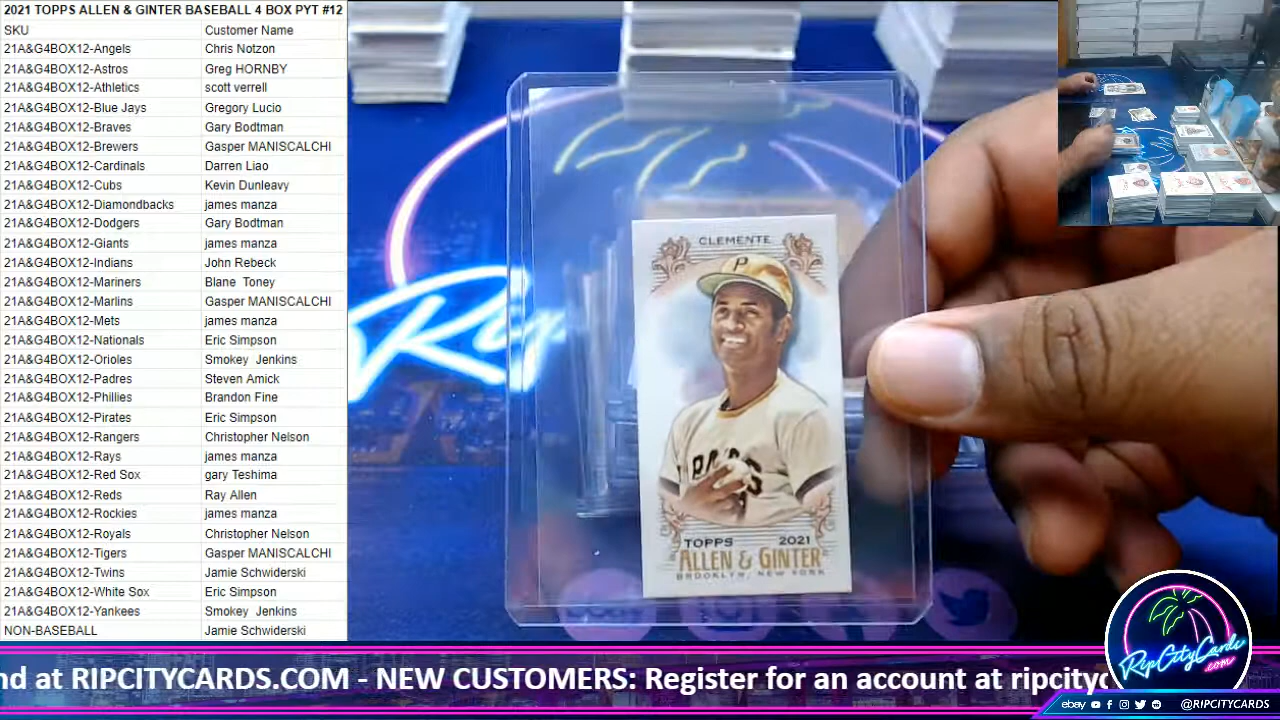 2021 TOPPS ALLEN & GINTER BASEBALL 4 BOX PYT #12
SKU Customer Name
21A&G4BOX12-Angels Chris Notzon
21A&G4BOX12-Astros Greg HORNBY
21A&G4BOX12-Athletics scott verrell
21A&G4BOX12-Blue Jays Gregory Lucio
21A&G4BOX12-Braves Gary Bodtman
21A&G4BOX12-Brewers Gasper MANISCALCHI
21A&G4BOX12-Cardinals Darren Liao
21A&G4BOX12-Cubs Kevin Dunleavy
21A&G4BOX12-Diamondbacks james manza
21A&G4BOX12-Dodgers Gary Bodtman
21A&G4BOX12-Giants james manza
21A&G4BOX12-Indians John Rebeck
21A&G4BOX12-Mariners Blane Toney
21A&G4BOX12-Marlins Gasper MANISCALCHI
21A&G4BOX12-Mets james manza
21A&G4BOX12-Nationals Eric Simpson
21A&G4BOX12-Orioles Smokey Jenkins
21A&G4BOX12-Padres Steven Amick
21A&G4BOX12-Phillies Brandon Fine
21A&G4BOX12-Pirates Eric Simpson
21A&G4BOX12-Rangers Christopher Nelson
21A&G4BOX12-Rays james manza
21A&G4BOX12-Red Sox gary Teshima
21A&G4BOX12-Reds Ray Allen
21A&G4BOX12-Rockies james manza
21A&G4BOX12-Royals Christopher Nelson
21A&G4BOX12-Tigers Gasper MANISCALCHI
21A&G4BOX12-Twins Jamie Schwiderski
21A&G4BOX12-White Sox Eric Simpson
21A&G4BOX12-Yankees Smokey Jenkins
NON-BASEBALL Jamie Schwiderski
CLEMENTE
P
TOPPS 2021
ALLEN & GINTER
BROOKLYN, NEW YORK
Rip
nd at RIPCITYCARDS.COM - NEW CUSTOMERS: Register for an account at ripcityc
RipCityCards
.com
ebay @RIPCITYCARDS